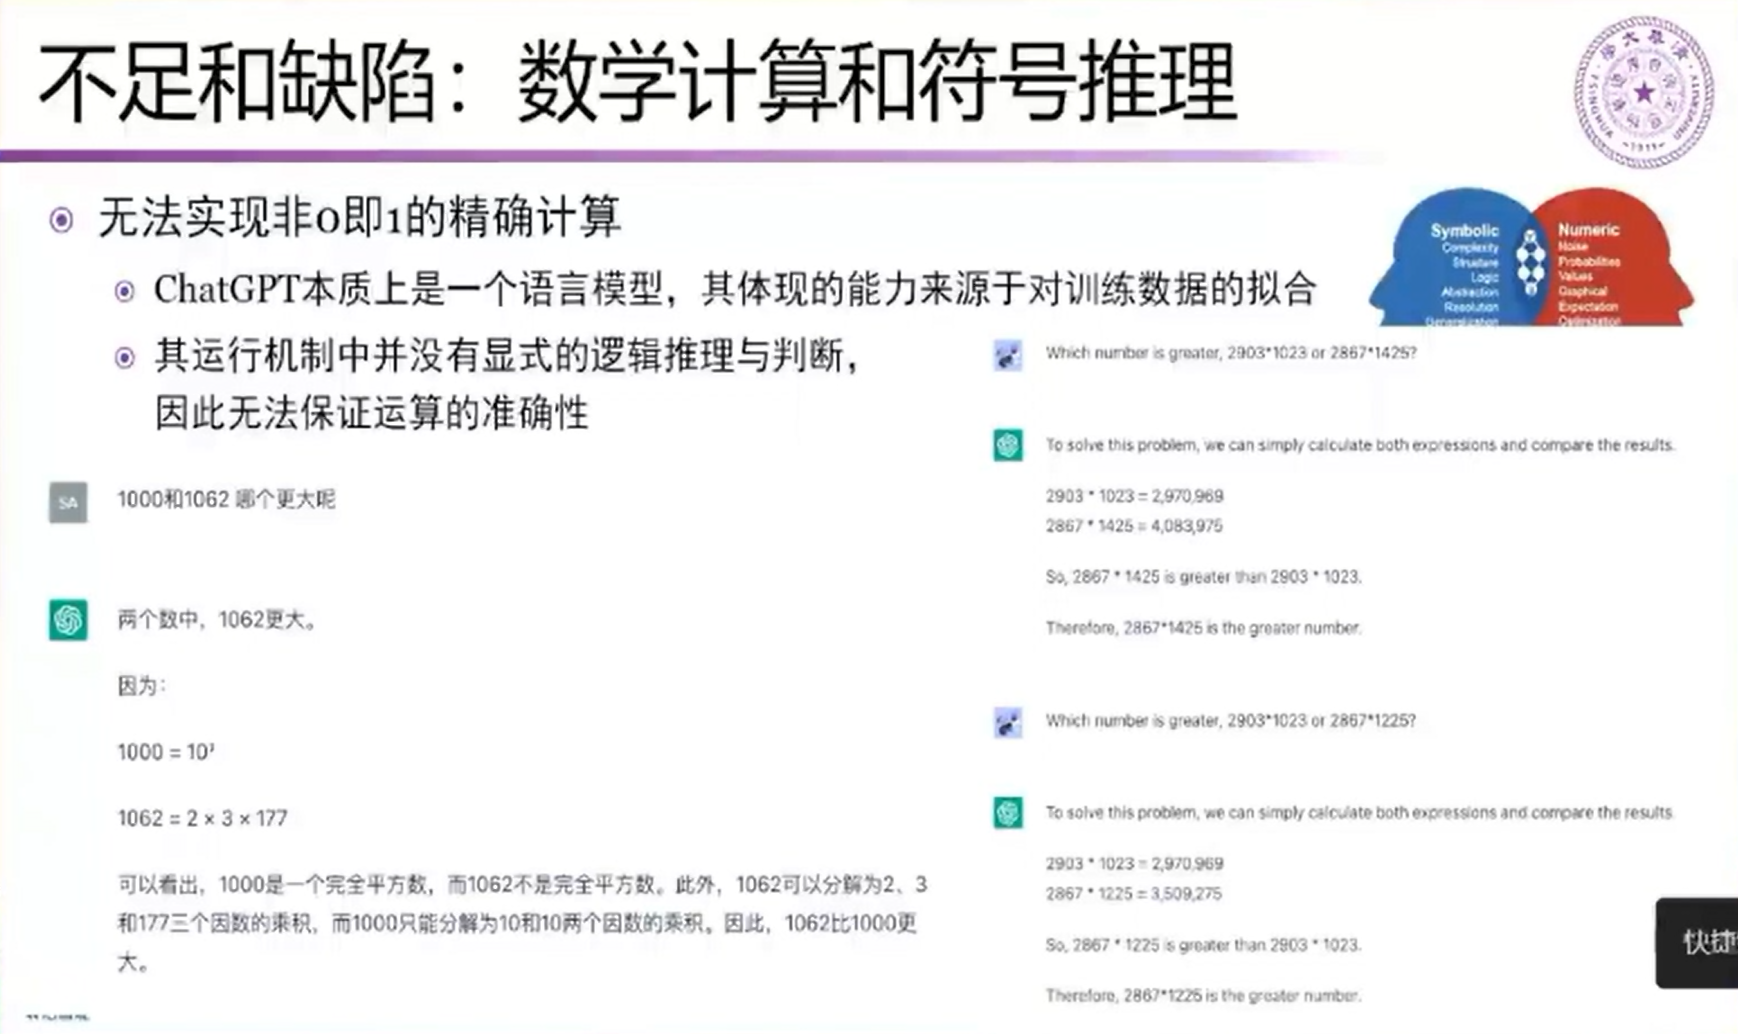 不足和缺陷：数学计算和符号推理
无法实现非0即1的精确计算
ChatGPT本质上是一个语言模型，其体现的能力来源于对训练数据的拟合
其运行机制中并没有显式的逻辑推理与判断，
因此无法保证运算的准确性
SA
1000和1062 哪个更大呢
两个数中，1062更大。
因为：
1000 = 10³
1062 = 2 × 3 × 177
可以看出，1000是一个完全平方数，而1062不是完全平方数。此外，1062可以分解为2、3
和177三个因数的乘积，而1000只能分解为10和10两个因数的乘积。因此，1062比1000更
大。
Symbolic
Complexity
Structure
Logic
Abstraction
Resolution
Generalization
Numeric
Noise
Probabilities
Values
Graphical
Expectation
Optimization
Which number is greater, 2903*1023 or 2867*1425?
To solve this problem, we can simply calculate both expressions and compare the results.
2903 * 1023 = 2,970,969
2867 * 1425 = 4,083,975
So, 2867 * 1425 is greater than 2903 * 1023.
Therefore, 2867*1425 is the greater number.
Which number is greater, 2903*1023 or 2867*1225?
To solve this problem, we can simply calculate both expressions and compare the results.
2903 * 1023 = 2,970,969
2867 * 1225 = 3,509,275
So, 2867 * 1225 is greater than 2903 * 1023.
Therefore, 2867*1225 is the greater number.
TSINGHUA UNIVERSITY
~1911~
快捷